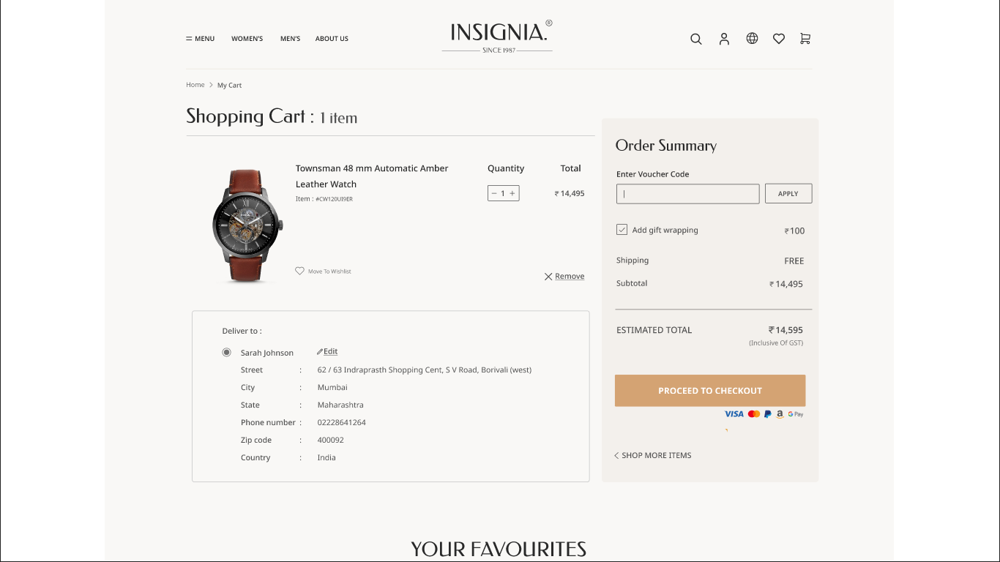 MENU WOMEN'S MEN'S ABOUT US
INSIGNIA.®
SINCE 1987
Home > My Cart
Shopping Cart : 1 item
Townsman 48 mm Automatic Amber
Leather Watch
Item : #CW120UI9ER
Quantity
− 1 +
Total
₹ 14,495
Move To Wishlist
Remove
Deliver to :
Sarah Johnson Edit
Street : 62 / 63 Indraprasth Shopping Cent, S V Road, Borivali (west)
City : Mumbai
State : Maharashtra
Phone number : 02228641264
Zip code : 400092
Country : India
Order Summary
Enter Voucher Code
APPLY
Add gift wrapping ₹ 100
Shipping FREE
Subtotal ₹ 14,495
ESTIMATED TOTAL ₹ 14,595
(Inclusive Of GST)
PROCEED TO CHECKOUT
VISA a G Pay
< SHOP MORE ITEMS
YOUR FAVOURITES